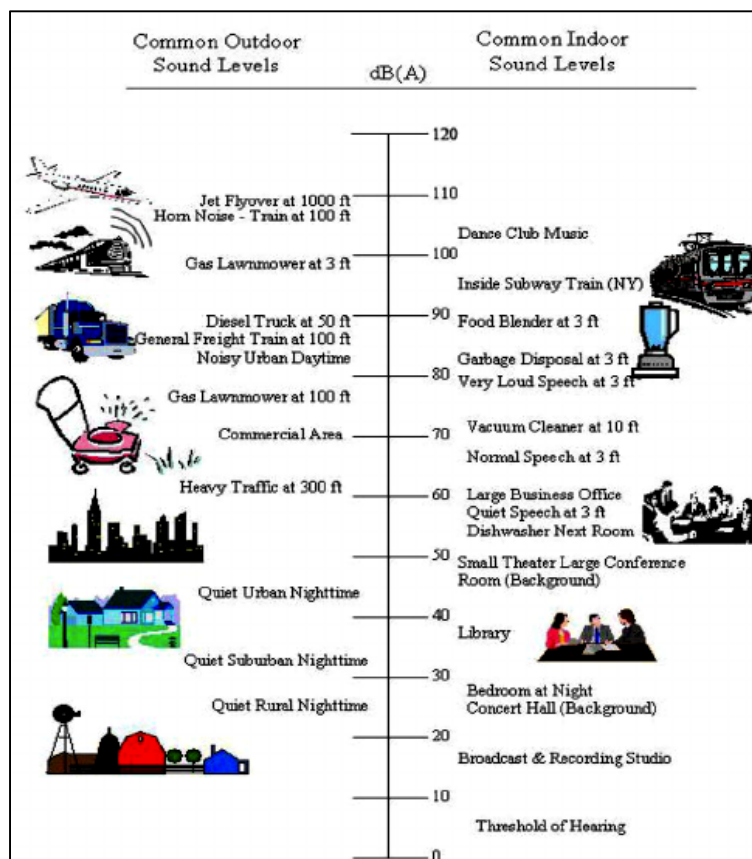 Common Outdoor
Sound Levels
dB(A)
Common Indoor
Sound Levels
120
110
Jet Flyover at 1000 ft
Horn Noise - Train at 100 ft
Dance Club Music
100
Gas Lawnmower at 3 ft
Inside Subway Train (NY)
90
Diesel Truck at 50 ft
Food Blender at 3 ft
General Freight Train at 100 ft
Noisy Urban Daytime
Garbage Disposal at 3 ft
80
Very Loud Speech at 3 ft
Gas Lawnmower at 100 ft
Vacuum Cleaner at 10 ft
Commercial Area
70
Normal Speech at 3 ft
Heavy Traffic at 300 ft
60
Large Business Office
Quiet Speech at 3 ft
Dishwasher Next Room
50
Small Theater Large Conference
Room (Background)
Quiet Urban Nighttime
40
Library
Quiet Suburban Nighttime
30
Bedroom at Night
Quiet Rural Nighttime
Concert Hall (Background)
20
Broadcast & Recording Studio
10
Threshold of Hearing
0